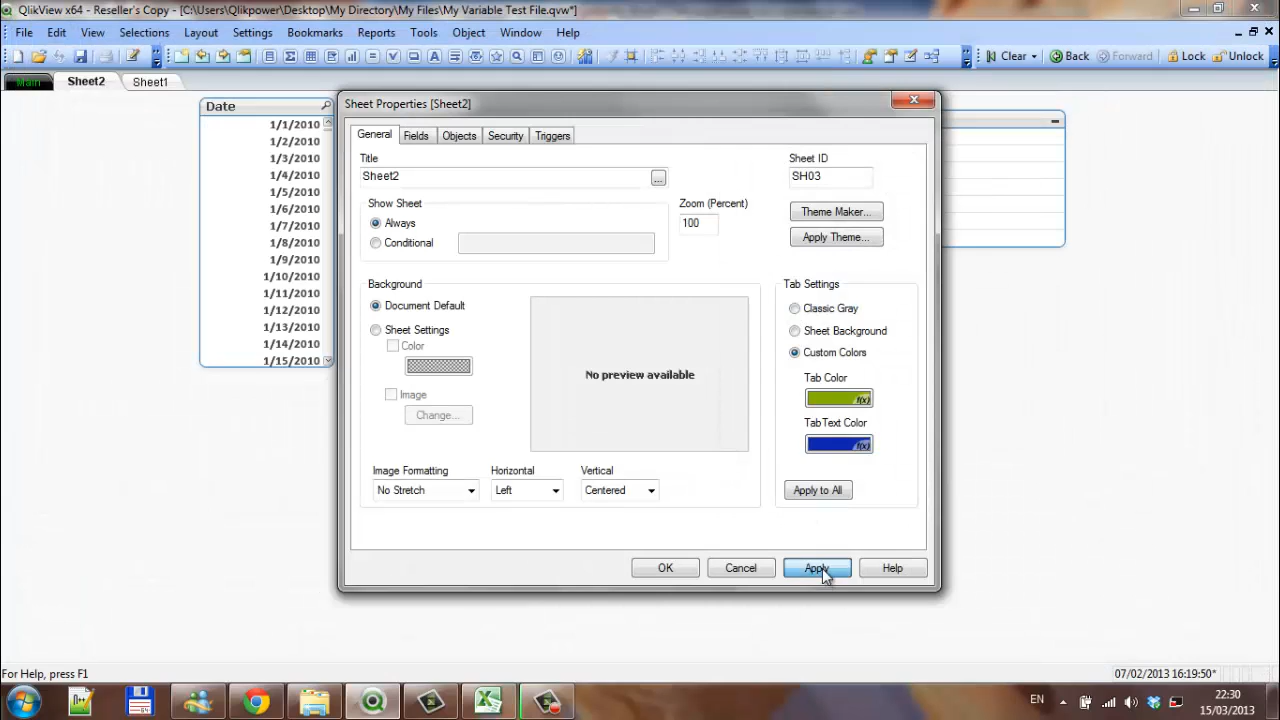 QlikView x64 - Reseller's Copy - [C:\Users\Qlikpower\Desktop\My Directory\My Files\My Variable Test File.qvw*]
File Edit View Selections Layout Settings Bookmarks Reports Tools Object Window Help
Clear Back Forward Lock Unlock
Main Sheet2 Sheet1
Date
1/1/2010
1/2/2010
1/3/2010
1/4/2010
1/5/2010
1/6/2010
1/7/2010
1/8/2010
1/9/2010
1/10/2010
1/11/2010
1/12/2010
1/13/2010
1/14/2010
1/15/2010
Sheet Properties [Sheet2]
General Fields Objects Security Triggers
Title
Sheet2
...
Sheet ID
SH03
Show Sheet
Always
Conditional
Zoom (Percent)
100
Theme Maker...
Apply Theme...
Background
Document Default
Sheet Settings
Color
Image
Change...
No preview available
Image Formatting Horizontal Vertical
No Stretch Left Centered
Tab Settings
Classic Gray
Sheet Background
Custom Colors
Tab Color
f(x)
Tab Text Color
f(x)
Apply to All
OK Cancel Apply Help
For Help, press F1
07/02/2013 16:19:50*
EN
22:30
15/03/2013